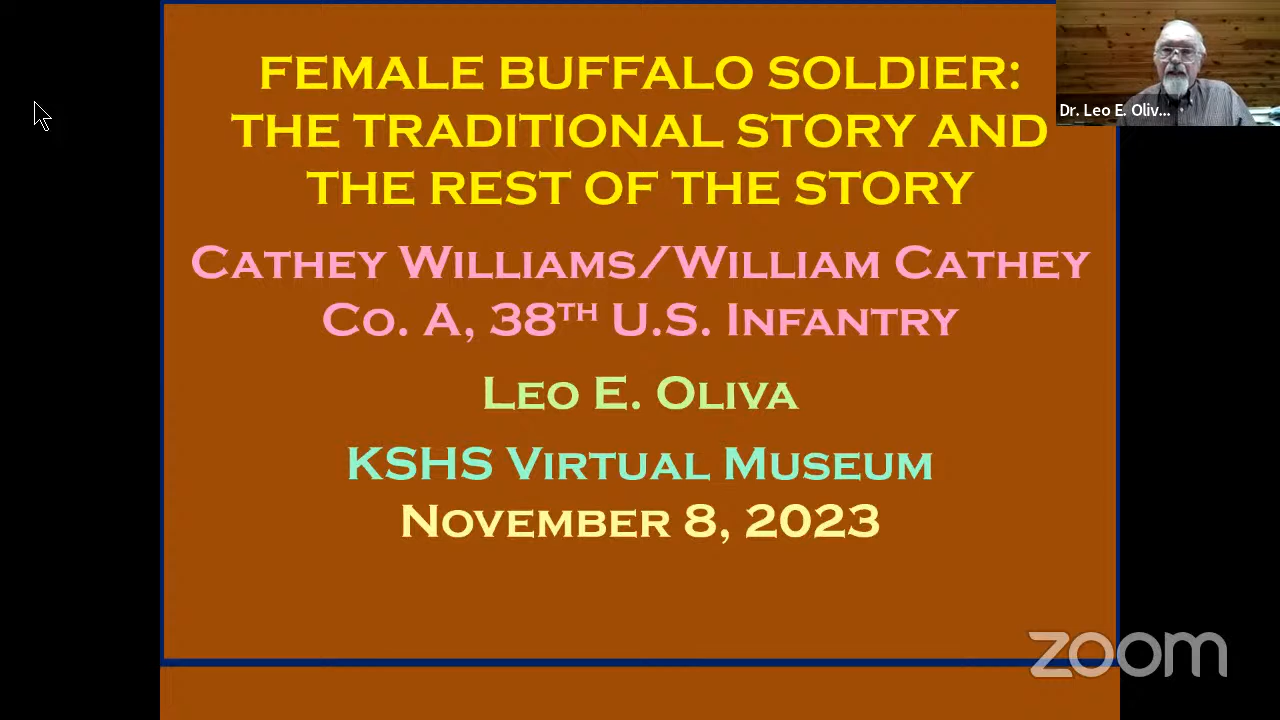 FEMALE BUFFALO SOLDIER:
THE TRADITIONAL STORY AND
THE REST OF THE STORY
Cathey Williams/William Cathey
Co. A, 38TH U.S. Infantry
Leo E. Oliva
KSHS Virtual Museum
November 8, 2023
Dr. Leo E. Oliv...
zoom